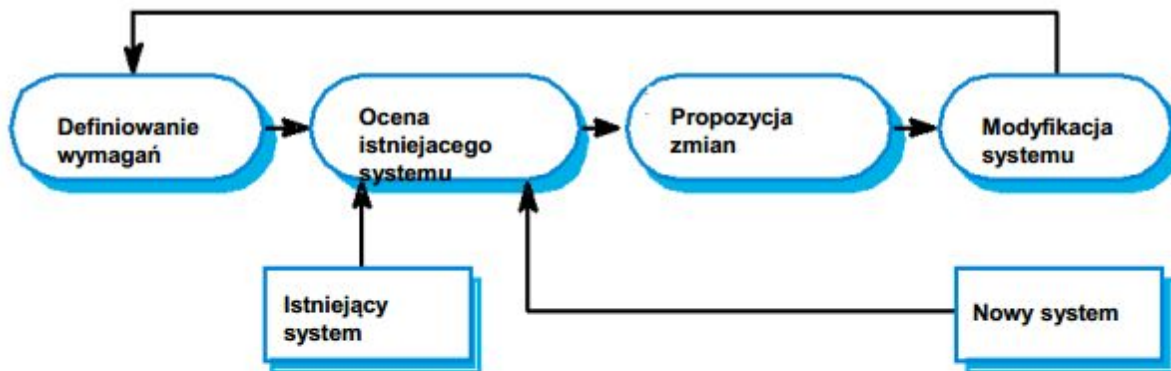 Definiowanie
wymagań
Ocena
istniejacego
systemu
Propozycja
zmian
Modyfikacja
systemu
Istniejący
system
Nowy system